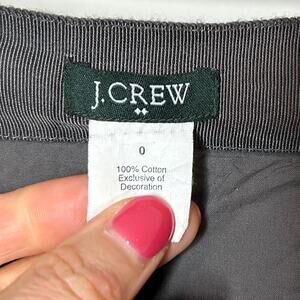 J.CREW
0
100% Cotton
Exclusive of
Decoration